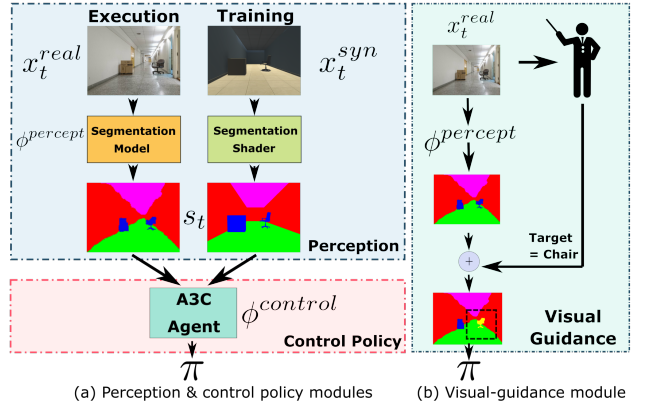 Execution
Training
x_t^{real}
x_t^{syn}
ϕ^{percept}
Segmentation
Model
Segmentation
Shader
s_t
Perception
A3C
Agent
ϕ^{control}
Control Policy
π
(a) Perception & control policy modules
x_t^{real}
ϕ^{percept}
+
Target
= Chair
Visual
Guidance
π
(b) Visual-guidance module